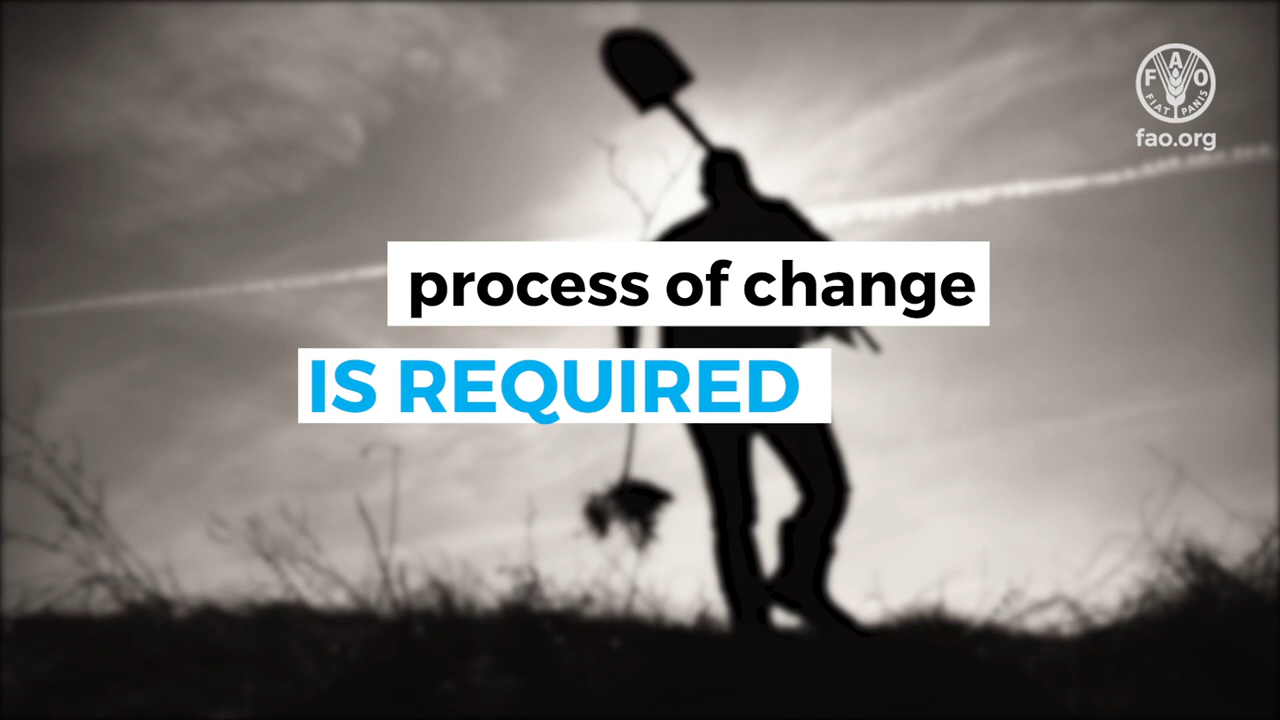 F A O
FIAT PANIS
fao.org
process of change
IS REQUIRED